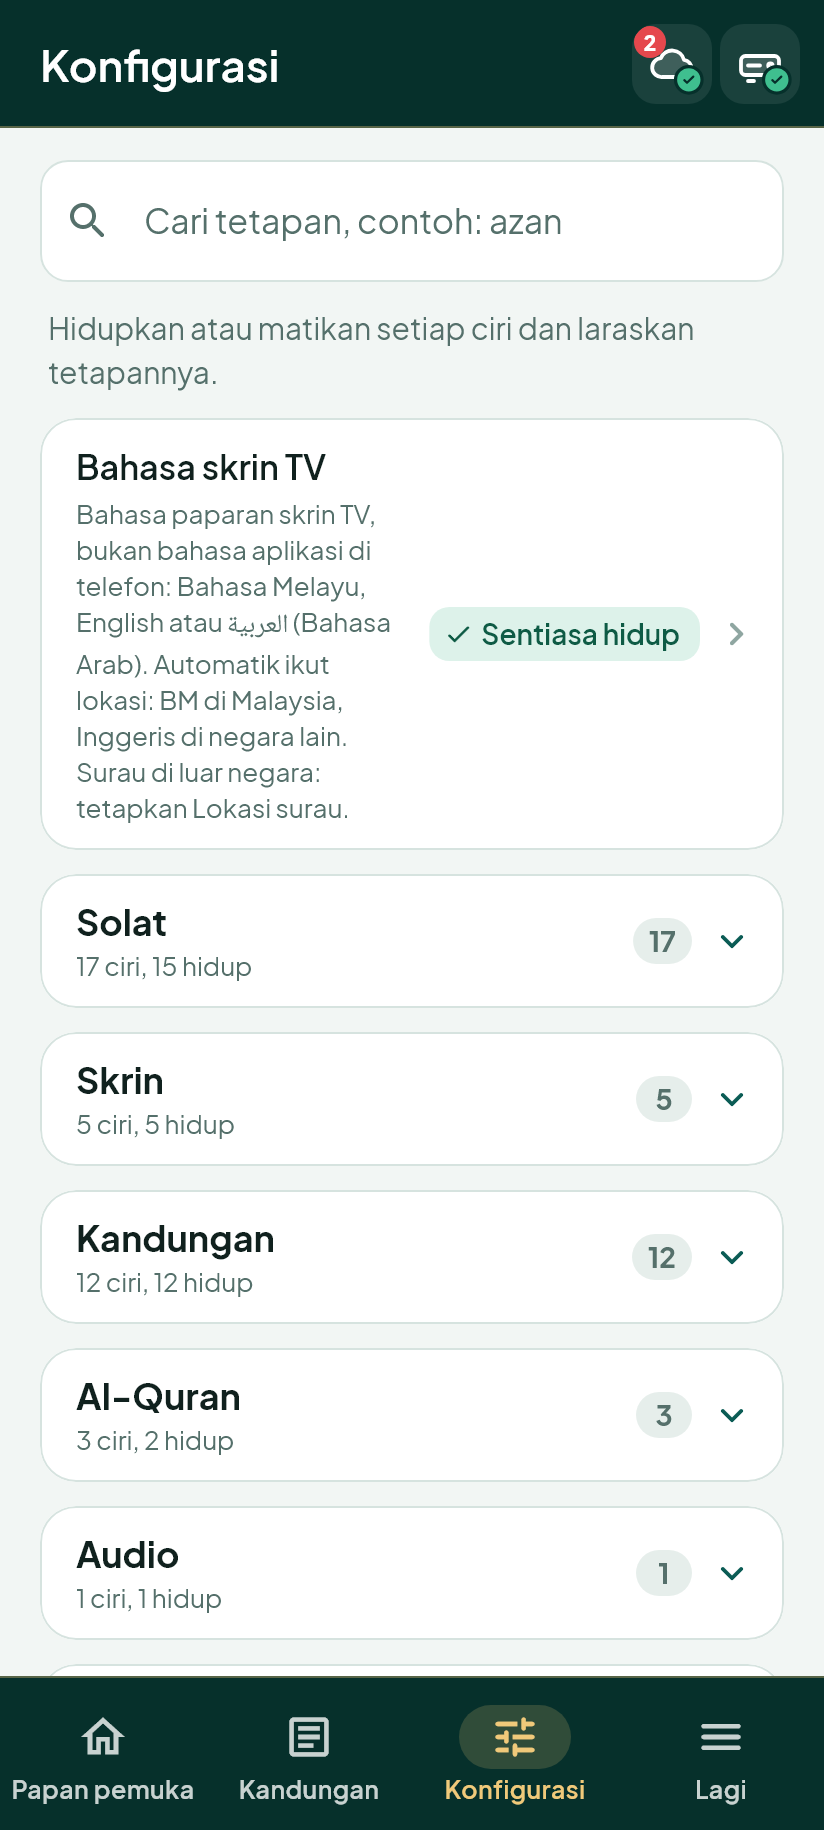 Konfigurasi
2
Cari tetapan, contoh: azan
Hidupkan atau matikan setiap ciri dan laraskan
tetapannya.
Bahasa skrin TV
Bahasa paparan skrin TV,
bukan bahasa aplikasi di
telefon: Bahasa Melayu,
English atau العربية (Bahasa
Arab). Automatik ikut
lokasi: BM di Malaysia,
Inggeris di negara lain.
Surau di luar negara:
tetapkan Lokasi surau.
Sentiasa hidup
Solat
17 ciri, 15 hidup
17
Skrin
5 ciri, 5 hidup
5
Kandungan
12 ciri, 12 hidup
12
Al-Quran
3 ciri, 2 hidup
3
Audio
1 ciri, 1 hidup
1
Papan pemuka
Kandungan
Konfigurasi
Lagi